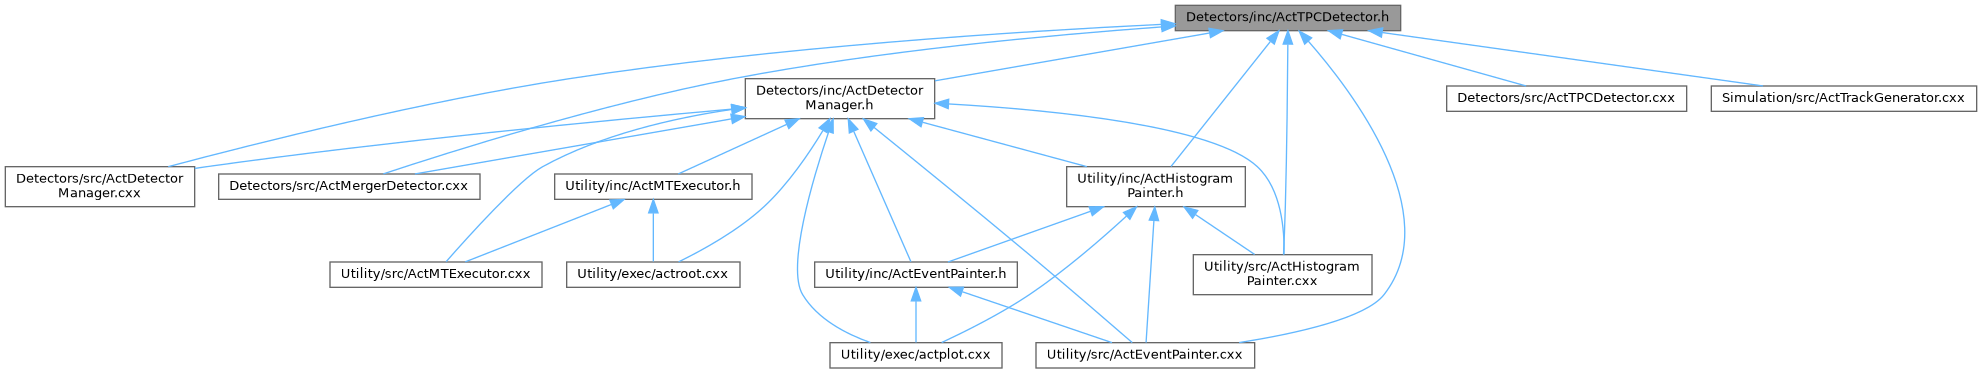 Detectors/inc/ActTPCDetector.h
Detectors/inc/ActDetector
Manager.h
Detectors/src/ActTPCDetector.cxx
Simulation/src/ActTrackGenerator.cxx
Detectors/src/ActDetector
Manager.cxx
Detectors/src/ActMergerDetector.cxx
Utility/inc/ActMTExecutor.h
Utility/inc/ActHistogram
Painter.h
Utility/src/ActMTExecutor.cxx
Utility/exec/actroot.cxx
Utility/inc/ActEventPainter.h
Utility/src/ActHistogram
Painter.cxx
Utility/exec/actplot.cxx
Utility/src/ActEventPainter.cxx